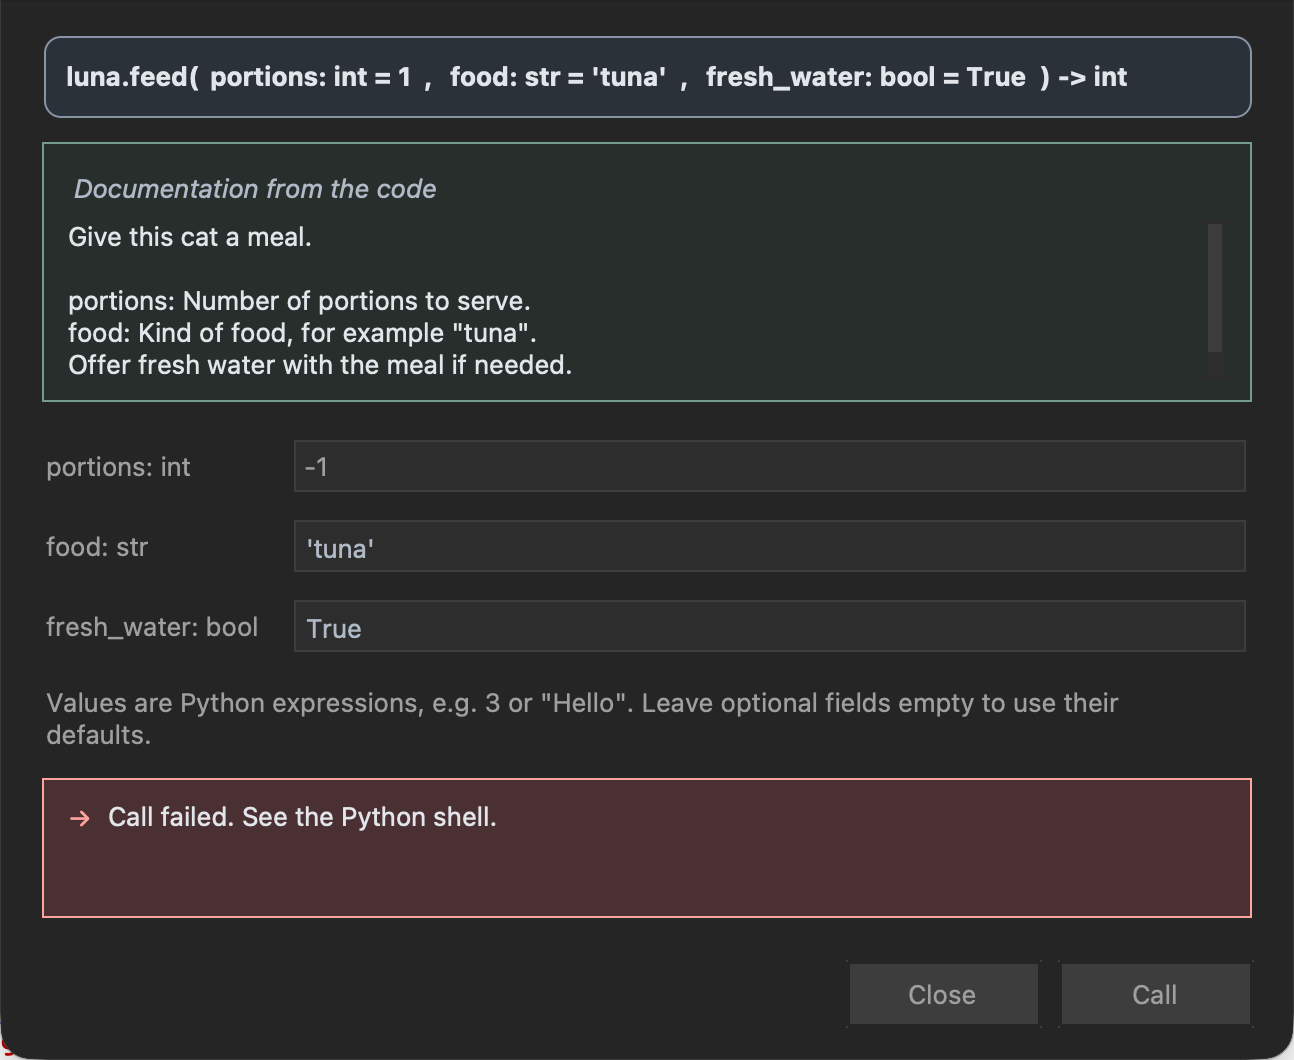 luna.feed( portions: int = 1 , food: str = 'tuna' , fresh_water: bool = True ) -> int
Documentation from the code
Give this cat a meal.
portions: Number of portions to serve.
food: Kind of food, for example "tuna".
Offer fresh water with the meal if needed.
portions: int
-1
food: str
'tuna'
fresh_water: bool
True
Values are Python expressions, e.g. 3 or "Hello". Leave optional fields empty to use their
defaults.
→ Call failed. See the Python shell.
Close
Call